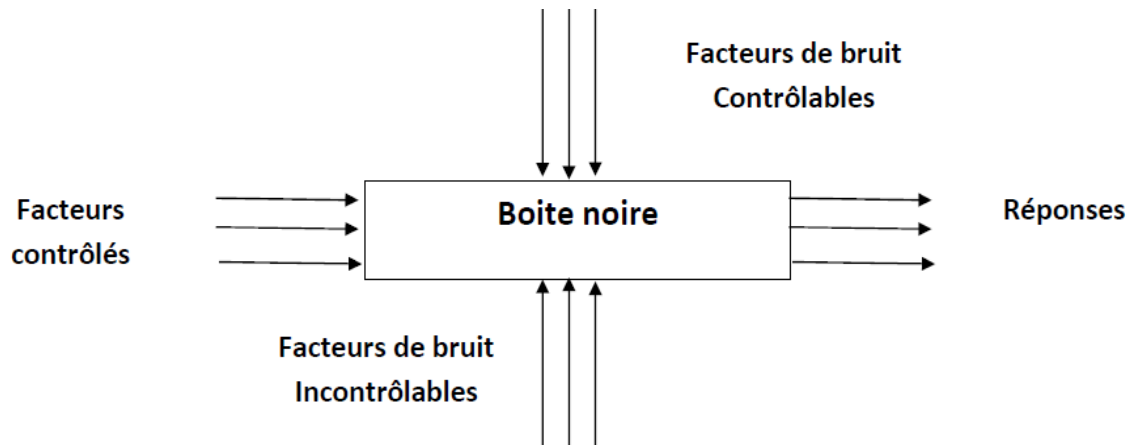 Facteurs de bruit
Contrôlables
Facteurs
contrôlés
Boite noire
Réponses
Facteurs de bruit
Incontrôlables